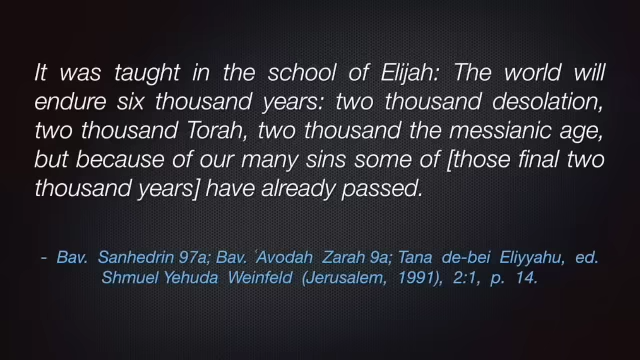 It was taught in the school of Elijah: The world will
endure six thousand years: two thousand desolation,
two thousand Torah, two thousand the messianic age,
but because of our many sins some of [those final two
thousand years] have already passed.
- Bav. Sanhedrin 97a; Bav. ʿAvodah Zarah 9a; Tana de-bei Eliyyahu, ed.
Shmuel Yehuda Weinfeld (Jerusalem, 1991), 2:1, p. 14.